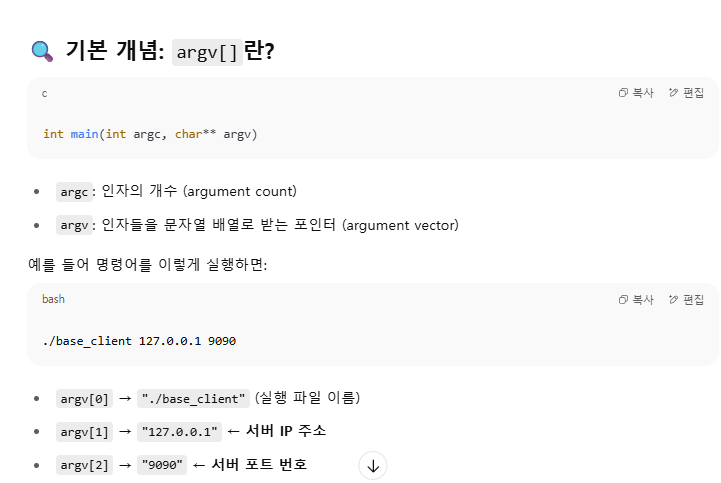 🔍 기본 개념: argv[]란?
c
복사 편집
int main(int argc, char** argv)
argc: 인자의 개수 (argument count)
argv: 인자들을 문자열 배열로 받는 포인터 (argument vector)
예를 들어 명령어를 이렇게 실행하면:
bash
복사 편집
./base_client 127.0.0.1 9090
argv[0] → "./base_client" (실행 파일 이름)
argv[1] → "127.0.0.1" ← 서버 IP 주소
argv[2] → "9090" ← 서버 포트 번호